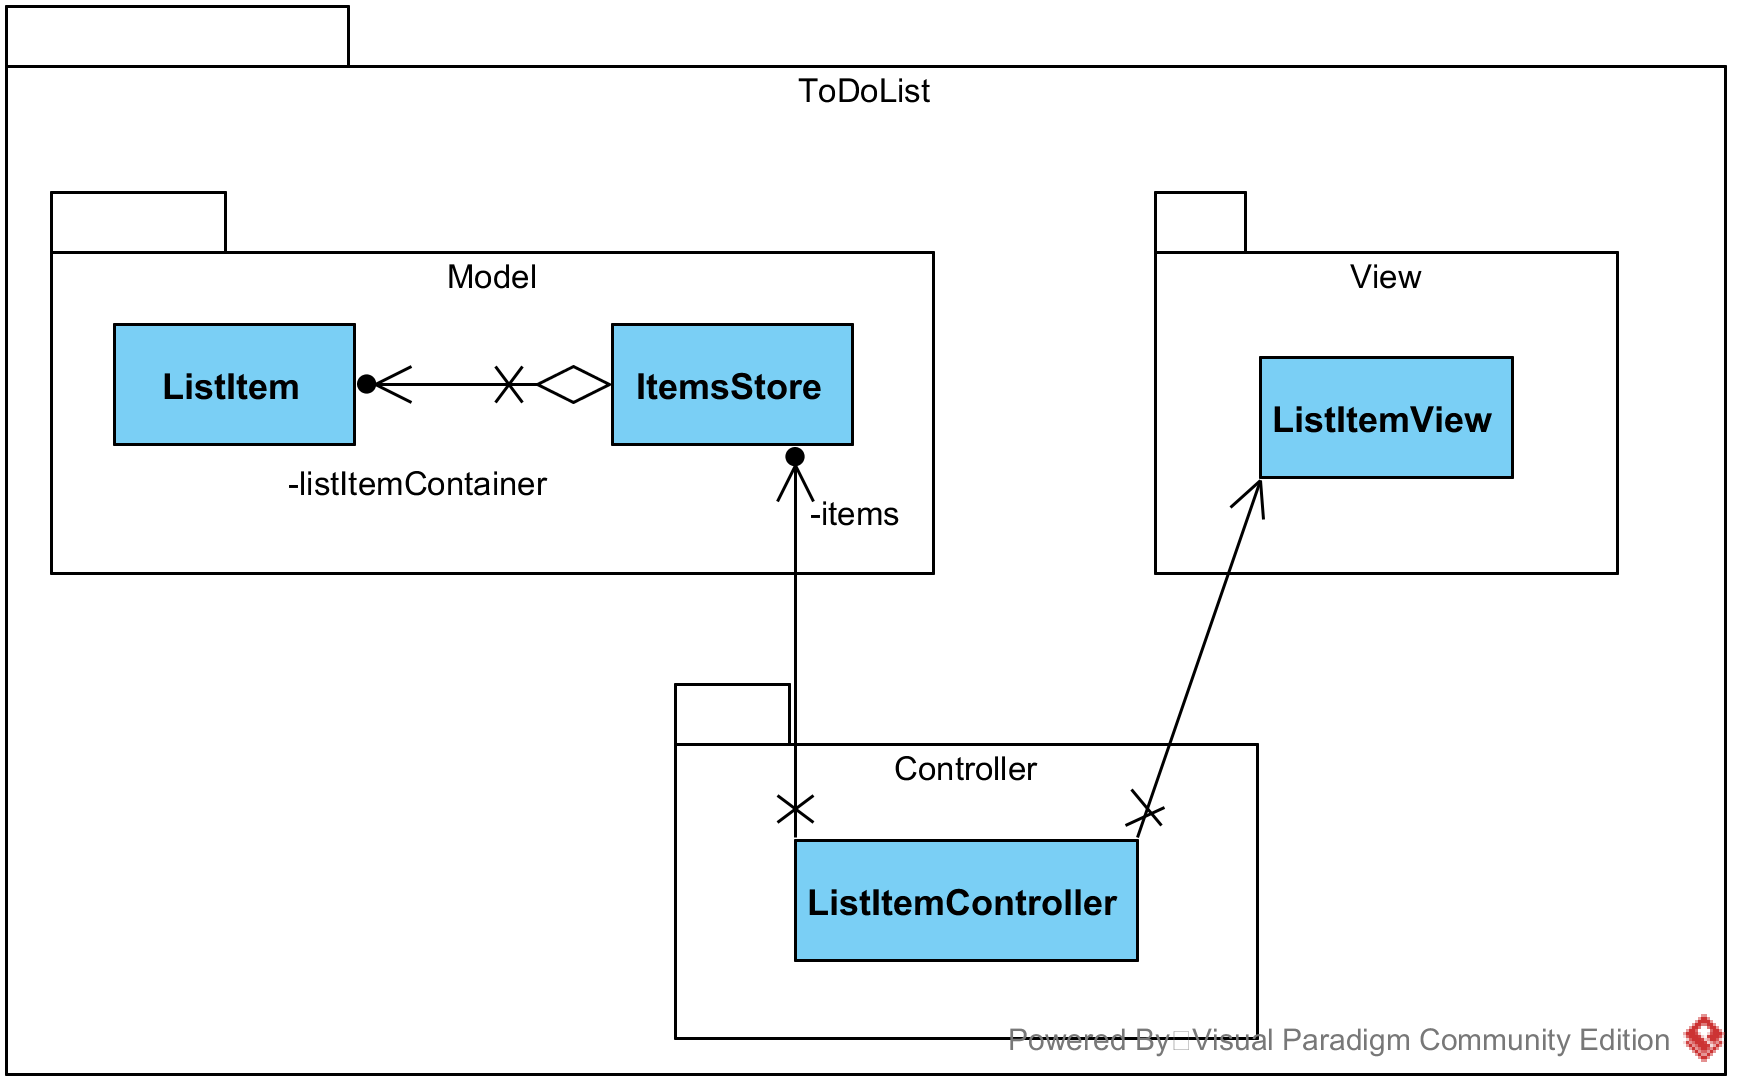 ToDoList
Model
View
ListItem
ItemsStore
ListItemView
-listItemContainer
-items
Controller
ListItemController
Powered By Visual Paradigm Community Edition